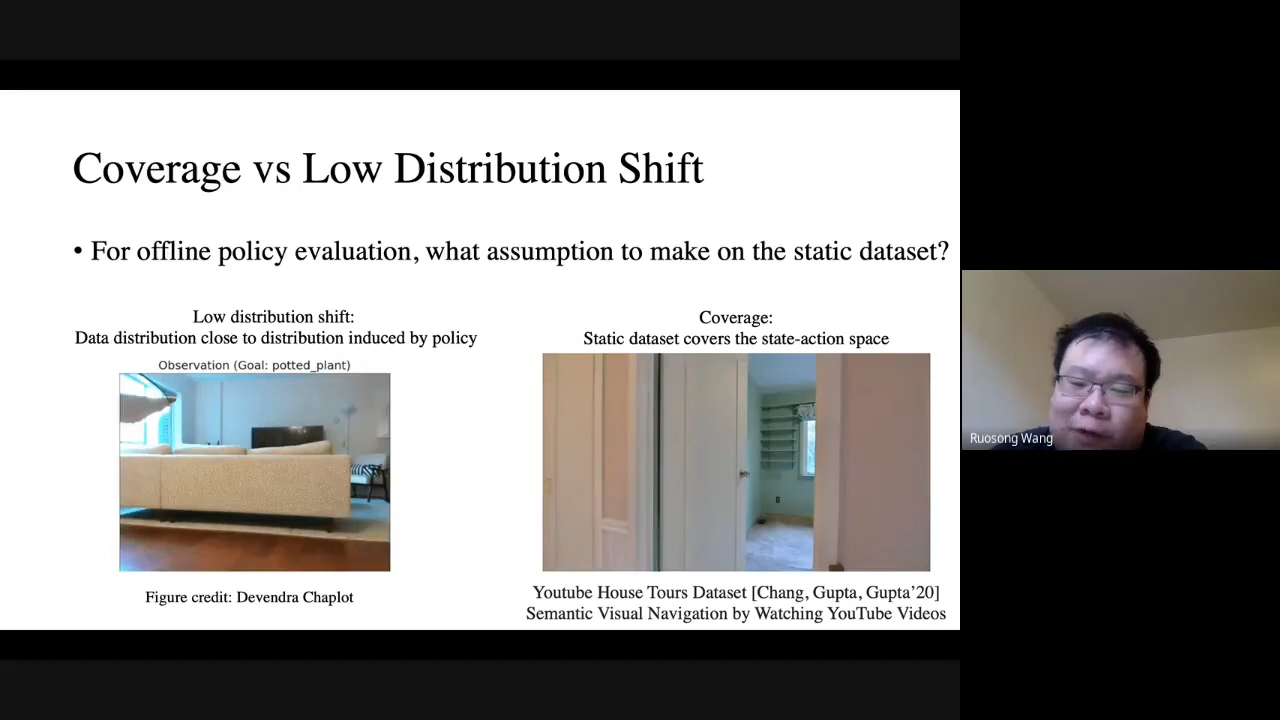 Coverage vs Low Distribution Shift
• For offline policy evaluation, what assumption to make on the static dataset?
Low distribution shift:
Data distribution close to distribution induced by policy
Observation (Goal: potted_plant)
Figure credit: Devendra Chaplot
Coverage:
Static dataset covers the state-action space
Youtube House Tours Dataset [Chang, Gupta, Gupta’20]
Semantic Visual Navigation by Watching YouTube Videos
Ruosong Wang